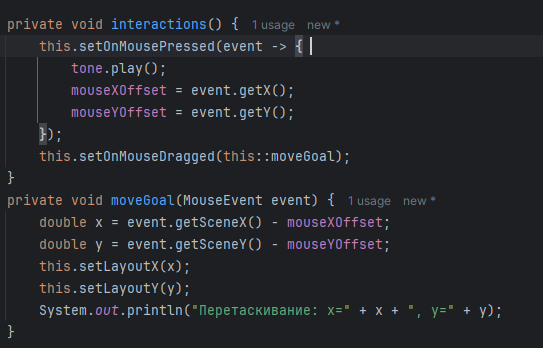 private void interactions() { 1 usage new *
this.setOnMousePressed(event -> {
tone.play();
mouseXOffset = event.getX();
mouseYOffset = event.getY();
});
this.setOnMouseDragged(this::moveGoal);
}
private void moveGoal(MouseEvent event) { 1 usage new *
double x = event.getSceneX() - mouseXOffset;
double y = event.getSceneY() - mouseYOffset;
this.setLayoutX(x);
this.setLayoutY(y);
System.out.println("Перетаскивание: x=" + x + ", y=" + y);
}